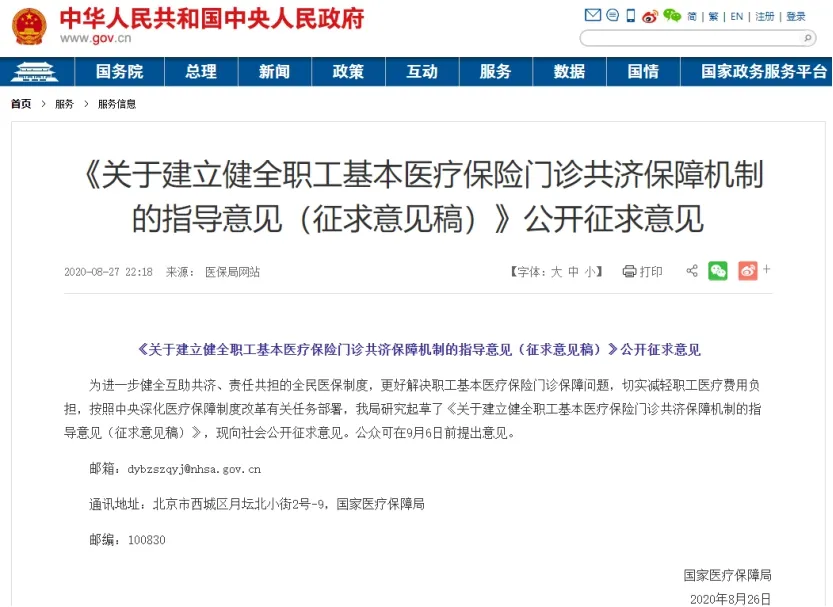 中华人民共和国中央人民政府
www.gov.cn
简 | 繁 | EN | 注册 | 登录
国务院 总理 新闻 政策 互动 服务 数据 国情 国家政务服务平台
首页 > 服务 > 服务信息
《关于建立健全职工基本医疗保险门诊共济保障机制
的指导意见（征求意见稿）》公开征求意见
2020-08-27 22:18 来源： 医保局网站 【字体：大 中 小】 打印 +
《关于建立健全职工基本医疗保险门诊共济保障机制的指导意见（征求意见稿）》公开征求意见
为进一步健全互助共济、责任共担的全民医保制度，更好解决职工基本医疗保险门诊保障问题，切实减轻职工医疗费用负
担，按照中央深化医疗保障制度改革有关任务部署，我局研究起草了《关于建立健全职工基本医疗保险门诊共济保障机制的指
导意见（征求意见稿）》，现向社会公开征求意见。公众可在9月6日前提出意见。
邮箱：dybzszqyj@nhsa.gov.cn
通讯地址：北京市西城区月坛北小街2号-9，国家医疗保障局
邮编：100830
国家医疗保障局
2020年8月26日